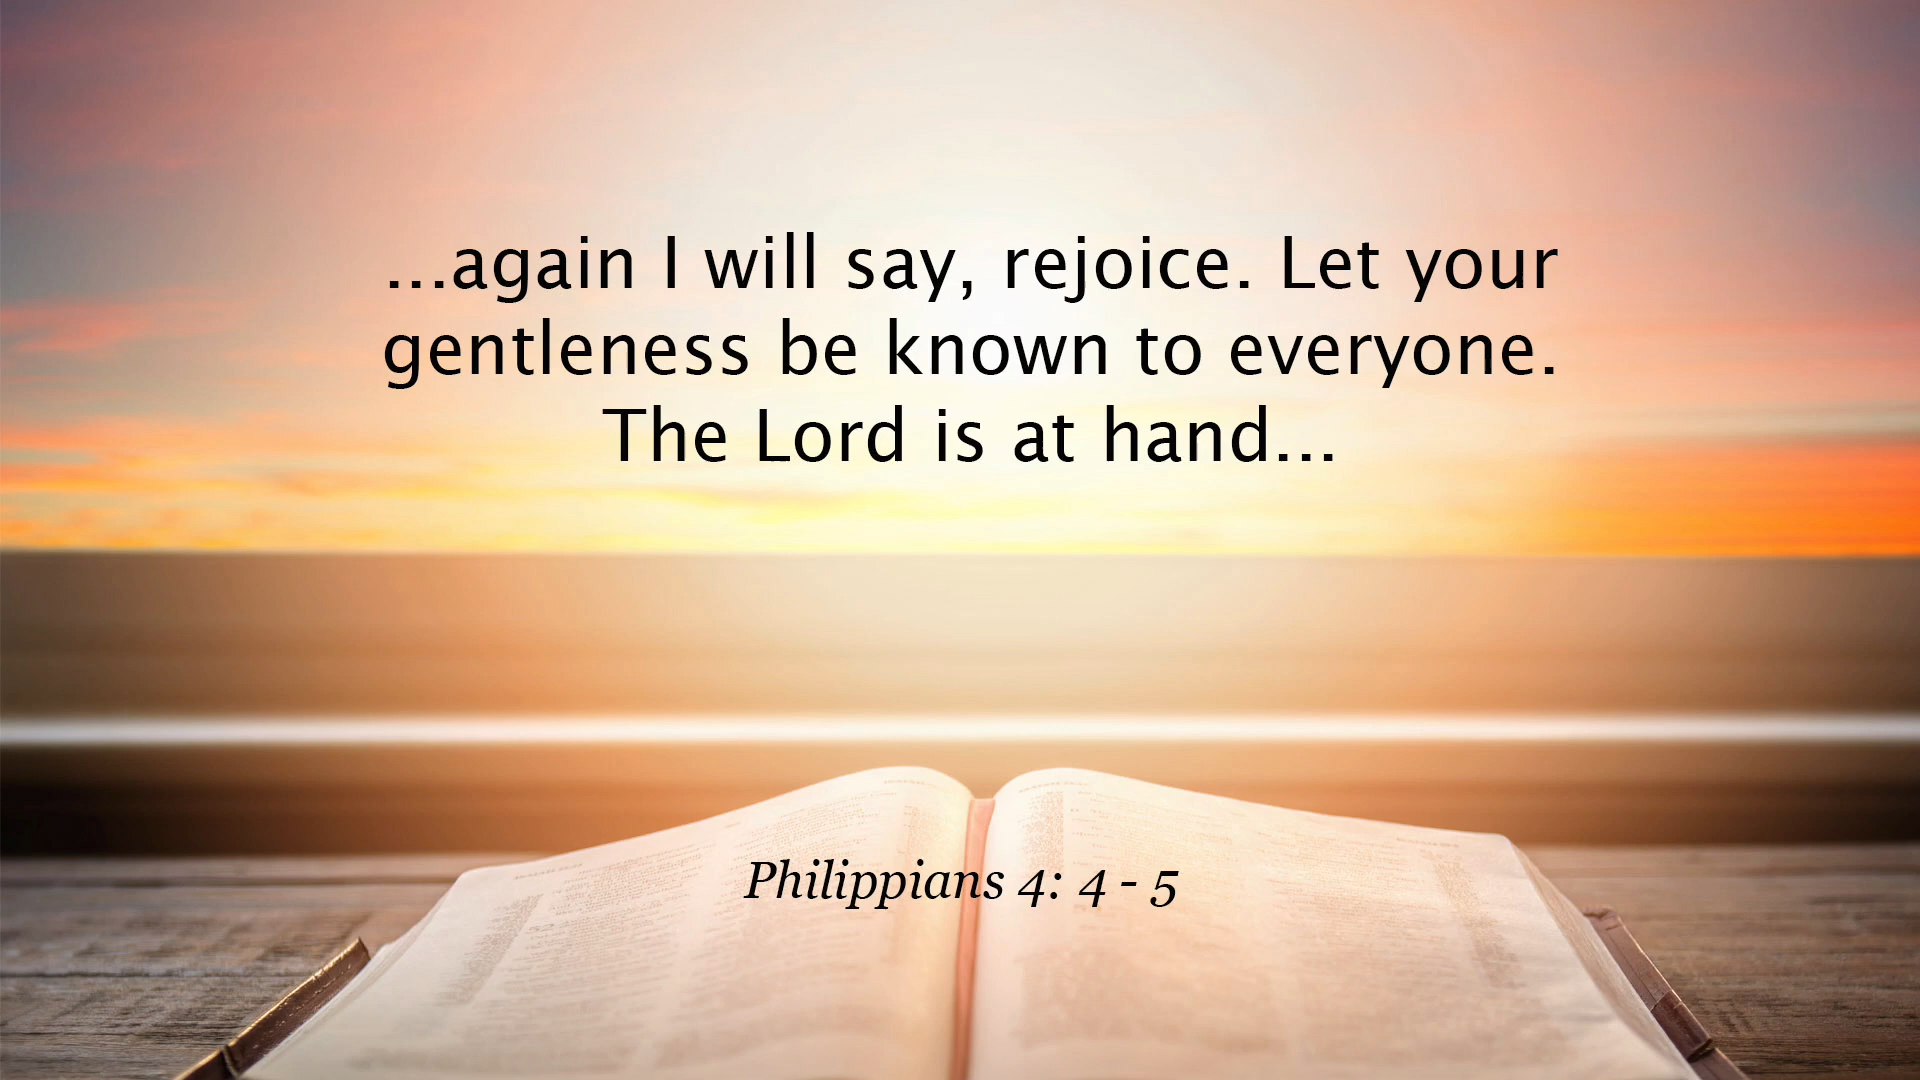 ...again I will say, rejoice. Let your
gentleness be known to everyone.
The Lord is at hand...
Philippians 4: 4 - 5